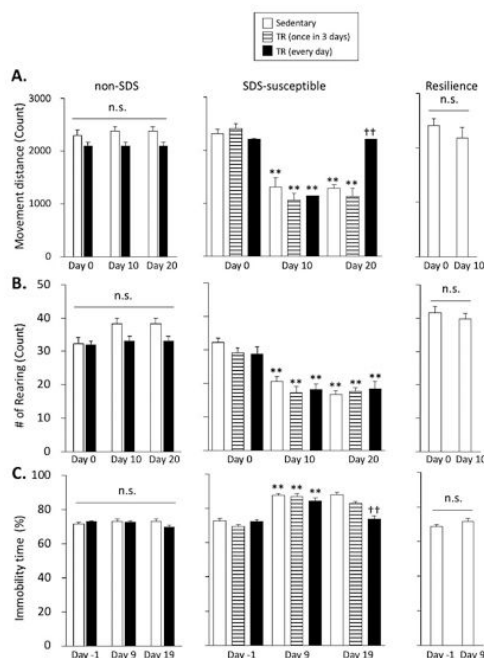 Sedentary
TR (once in 3 days)
TR (every day)
A.
non-SDS
SDS-susceptible
Resilience
Movement distance (Count)
3000
2000
1000
0
n.s.
Day 0 Day 10 Day 20
** ** ** ** ** ††
Day 0 Day 10 Day 20
n.s.
Day 0 Day 10
B.
# of Rearing (Count)
50
40
30
20
10
0
n.s.
Day 0 Day 10 Day 20
** ** ** ** ** **
Day 0 Day 10 Day 20
n.s.
Day 0 Day 10
C.
Immobility time (%)
100
80
60
40
20
0
n.s.
Day -1 Day 9 Day 19
** ** ** ††
Day -1 Day 9 Day 19
n.s.
Day -1 Day 9